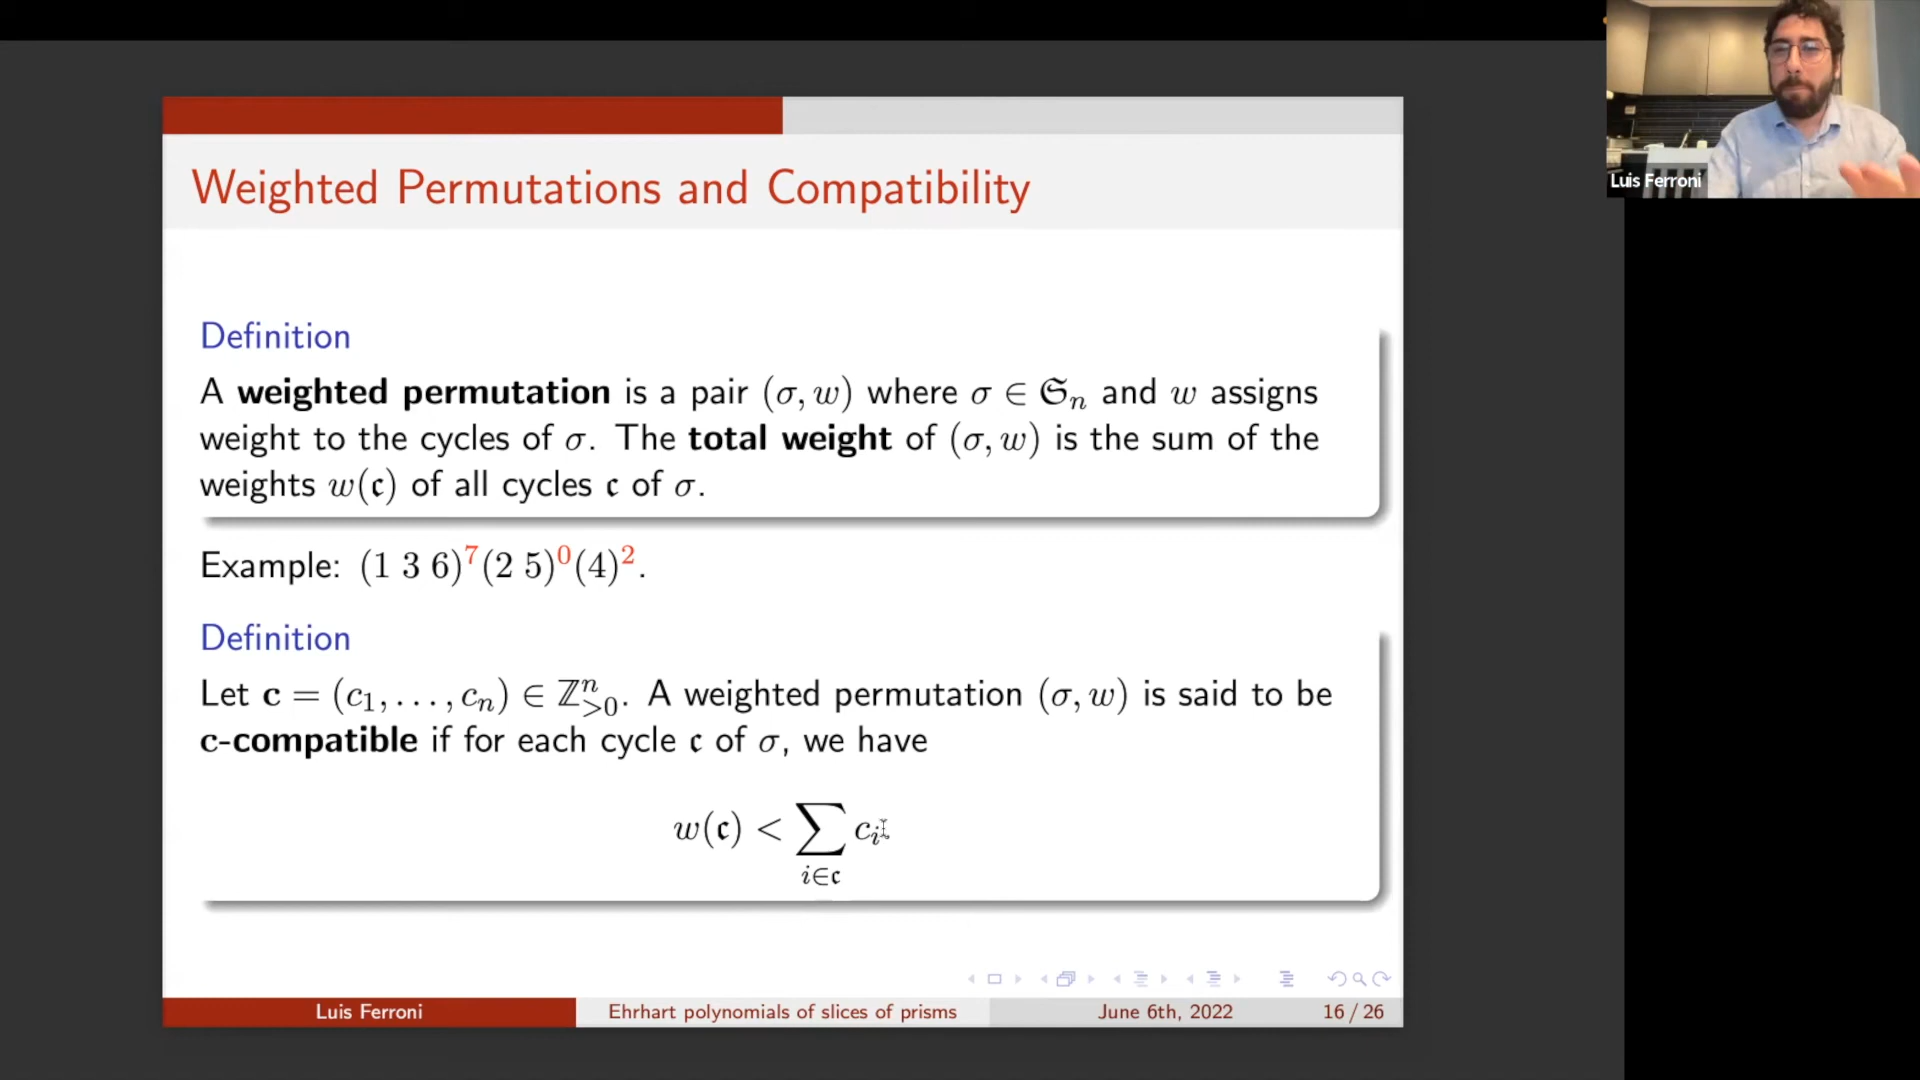 Luis Ferroni
Weighted Permutations and Compatibility
Definition
A weighted permutation is a pair (σ, w) where σ ∈ 𝔖ₙ and w assigns
weight to the cycles of σ. The total weight of (σ, w) is the sum of the
weights w(𝔠) of all cycles 𝔠 of σ.
Example: (1 3 6)⁷(2 5)⁰(4)².
Definition
Let c = (c₁, . . . , cₙ) ∈ ℤⁿ_{>0}. A weighted permutation (σ, w) is said to be
c-compatible if for each cycle 𝔠 of σ, we have
w(𝔠) < ∑_{i∈𝔠} cᵢ
Luis Ferroni
Ehrhart polynomials of slices of prisms
June 6th, 2022
16 / 26